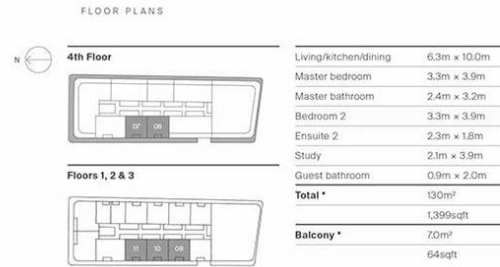 FLOOR PLANS
N
4th Floor
07 06
Floors 1, 2 & 3
11 10 09
Living/kitchen/dining 6.3m × 10.0m
Master bedroom 3.3m × 3.9m
Master bathroom 2.4m × 3.2m
Bedroom 2 3.3m × 3.9m
Ensuite 2 2.3m × 1.8m
Study 2.1m × 3.9m
Guest bathroom 0.9m × 2.0m
Total * 130m²
1,399sqft
Balcony * 7.0m²
64sqft